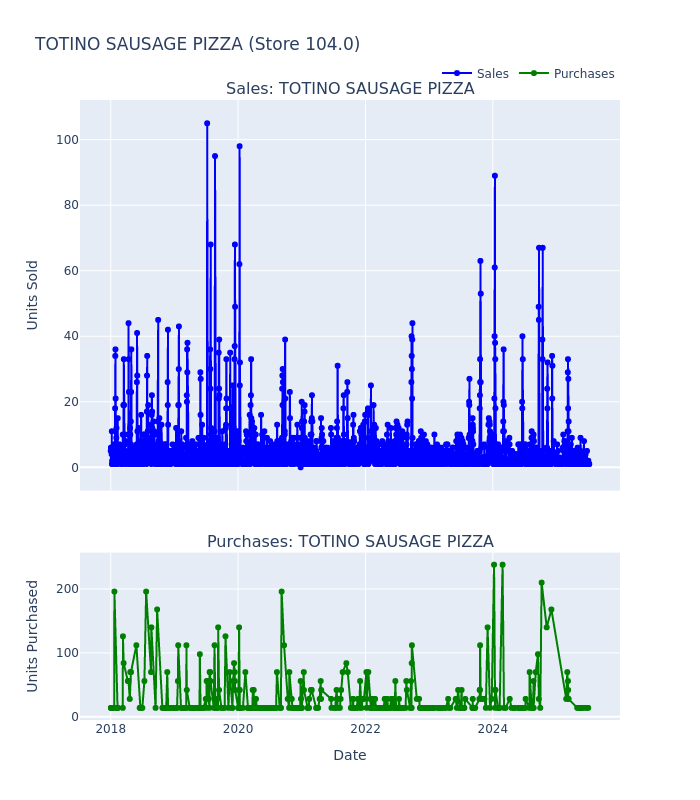 TOTINO SAUSAGE PIZZA (Store 104.0)
Sales
Purchases
Sales: TOTINO SAUSAGE PIZZA
100
80
60
40
20
0
Units Sold
Purchases: TOTINO SAUSAGE PIZZA
200
100
0
Units Purchased
2018
2020
2022
2024
Date